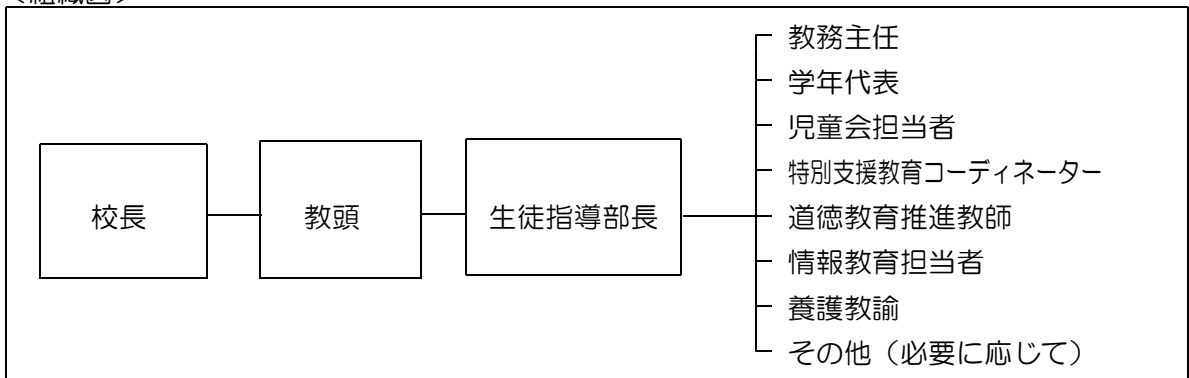 校長
教頭
生徒指導部長
教務主任
学年代表
児童会担当者
特別支援教育コーディネーター
道徳教育推進教師
情報教育担当者
養護教諭
その他（必要に応じて）